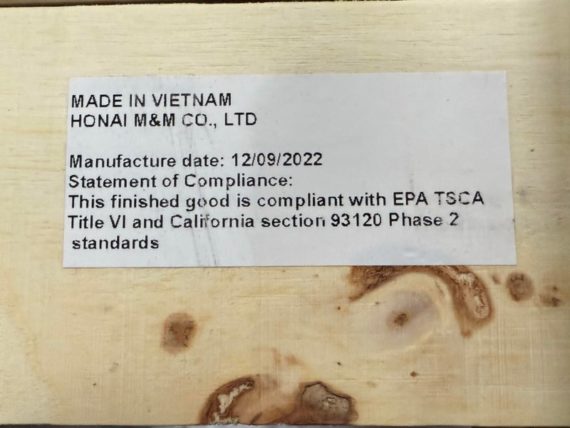 MADE IN VIETNAM
HONAI M&M CO., LTD
Manufacture date: 12/09/2022
Statement of Compliance:
This finished good is compliant with EPA TSCA
Title VI and California section 93120 Phase 2
standards